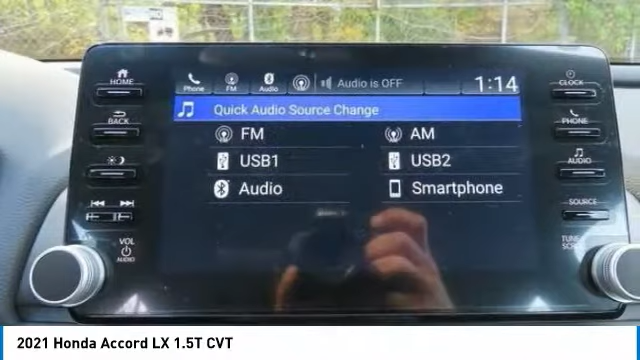 HOME
Phone
FM
Audio
Audio is OFF
1:14
CLOCK
Quick Audio Source Change
BACK
PHONE
FM
AM
USB1
USB2
AUDIO
Audio
Smartphone
SOURCE
VOL
AUDIO
TUNE
2021 Honda Accord LX 1.5T CVT